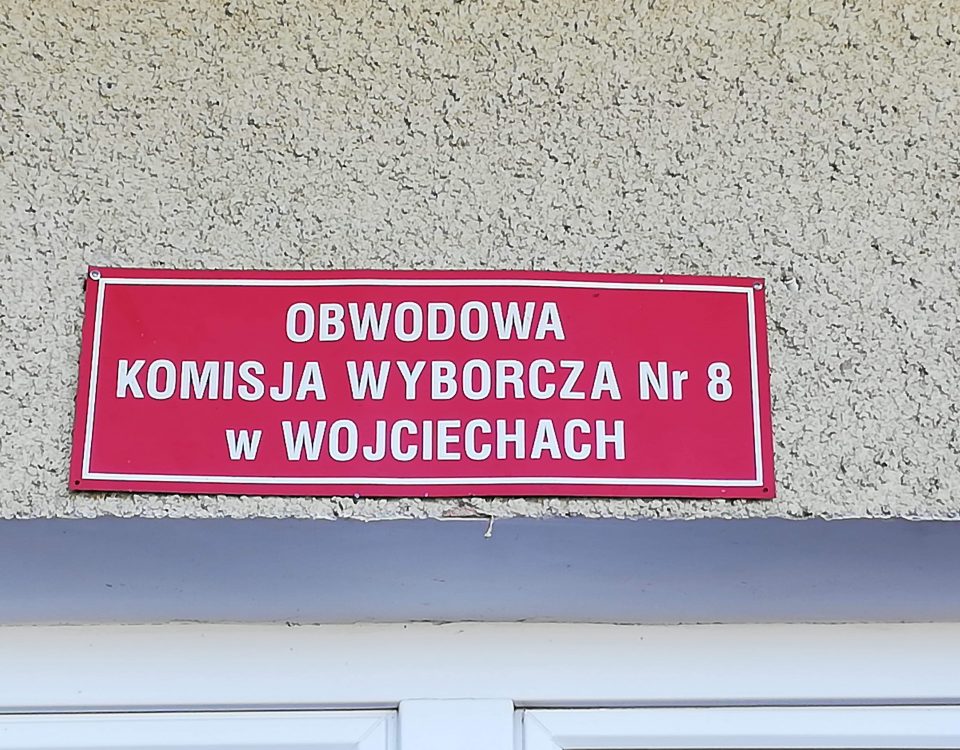 OBWODOWA
KOMISJA WYBORCZA Nr 8
w WOJCIECHACH